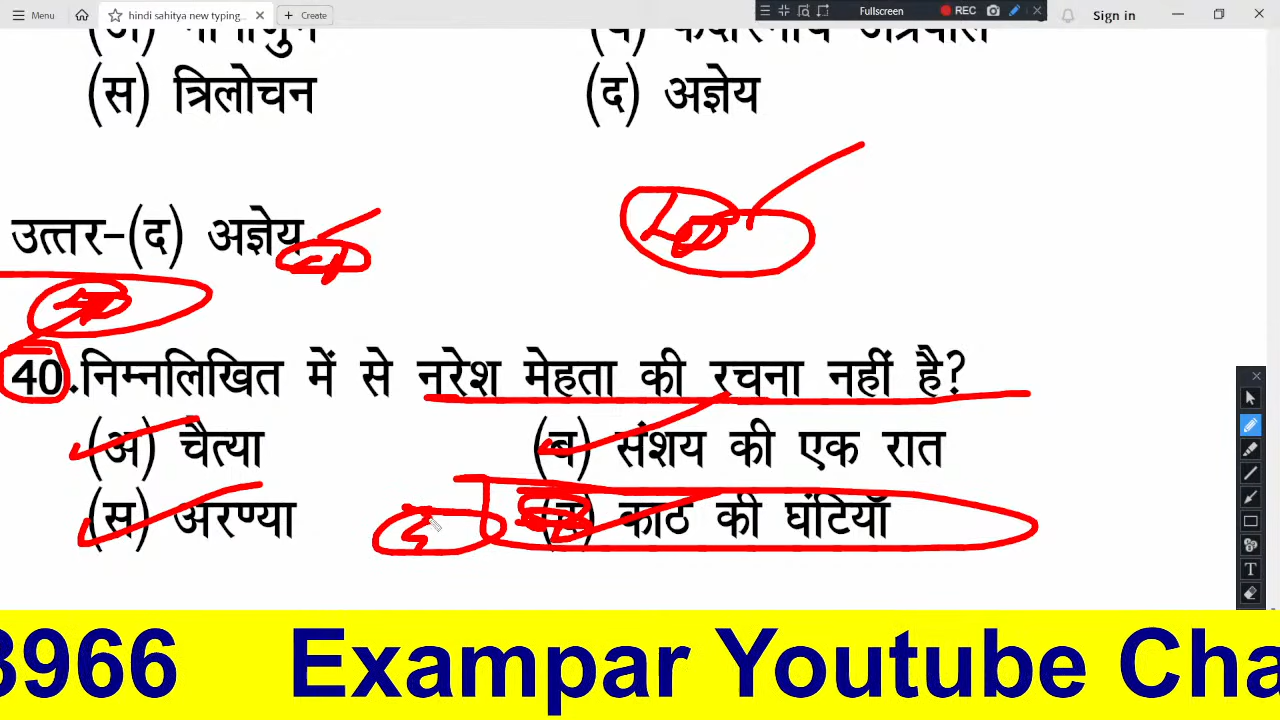 Menu
hindi sahitya new typing...
Create
Fullscreen
REC
Sign in
(स) त्रिलोचन
(द) अज्ञेय
उत्तर-(द) अज्ञेय
40.निम्नलिखित में से नरेश मेहता की रचना नहीं है?
(अ) चैत्या
(ब) संशय की एक रात
(स) अरण्या
काठ की घंटियाँ
3966 Exampar Youtube Cha